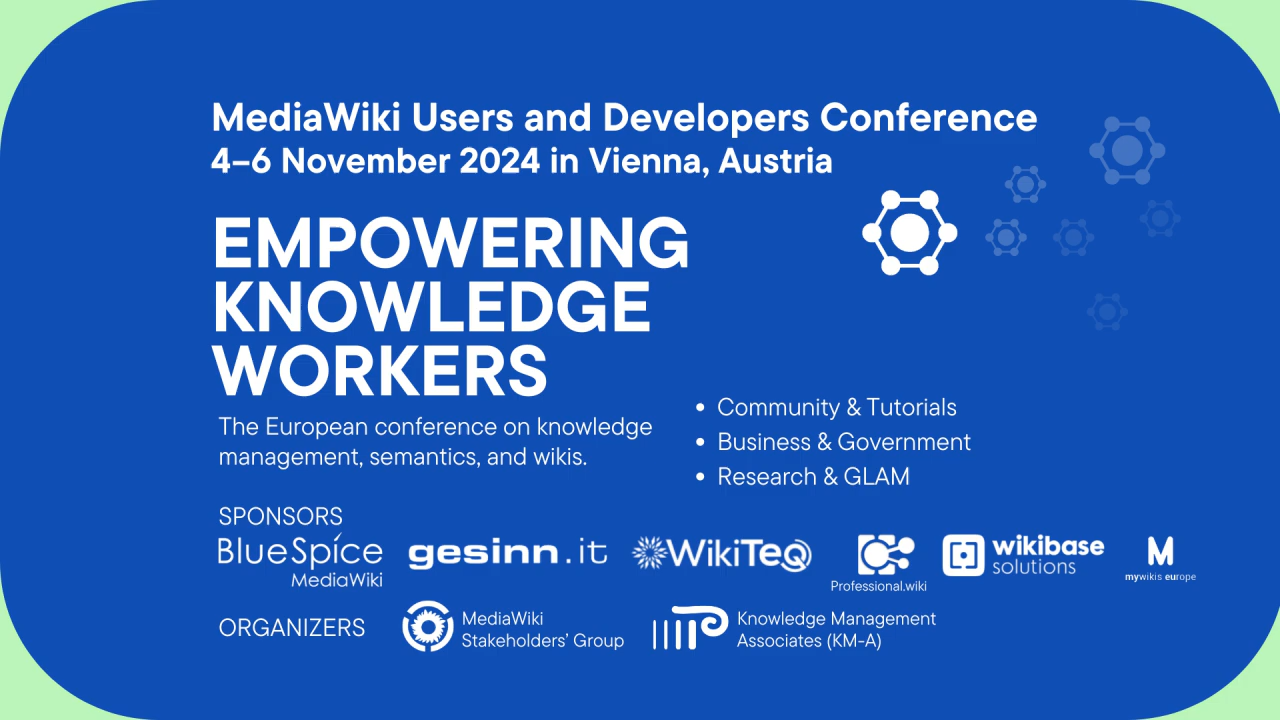 MediaWiki Users and Developers Conference
4–6 November 2024 in Vienna, Austria
EMPOWERING
KNOWLEDGE
WORKERS
The European conference on knowledge
management, semantics, and wikis.
• Community & Tutorials
• Business & Government
• Research & GLAM
SPONSORS
BlueSpice
MediaWiki
gesinn.it
WikiTeQ
Professional.wiki
wikibase
solutions
M
mywikis europe
ORGANIZERS
MediaWiki
Stakeholders’ Group
Knowledge Management
Associates (KM-A)